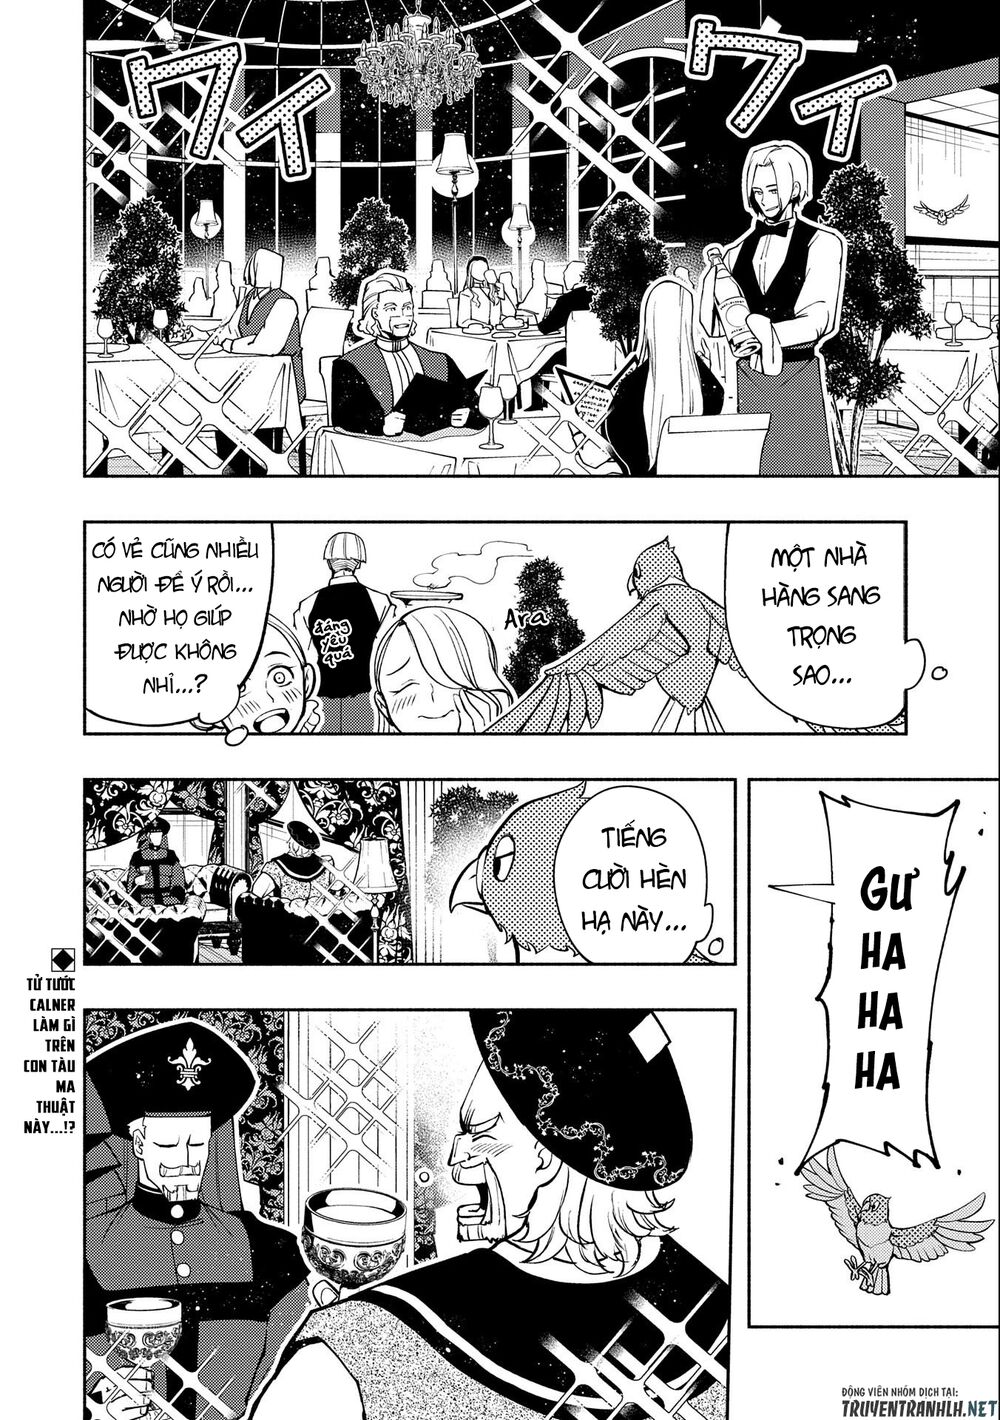 ワイ
ワイ
MỘT NHÀ
HÀNG SANG
TRỌNG
SAO...
Ara
đáng
yêu
quá
CÓ VẺ CŨNG NHIỀU
NGƯỜI ĐỂ Ý RỒI...
NHỜ HỌ GIÚP
ĐƯỢC KHÔNG
NHỈ...?
GƯ
HA
HA
HA
TIẾNG
CƯỜI HÈN
HẠ NÀY...
TỬ TƯỚC
CALNER
LÀM GÌ
TRÊN
CON TÀU
MA
THUẬT
NÀY...!?
ĐỘNG VIÊN NHÓM DỊCH TẠI:
TRUYENTRANHLH.NET